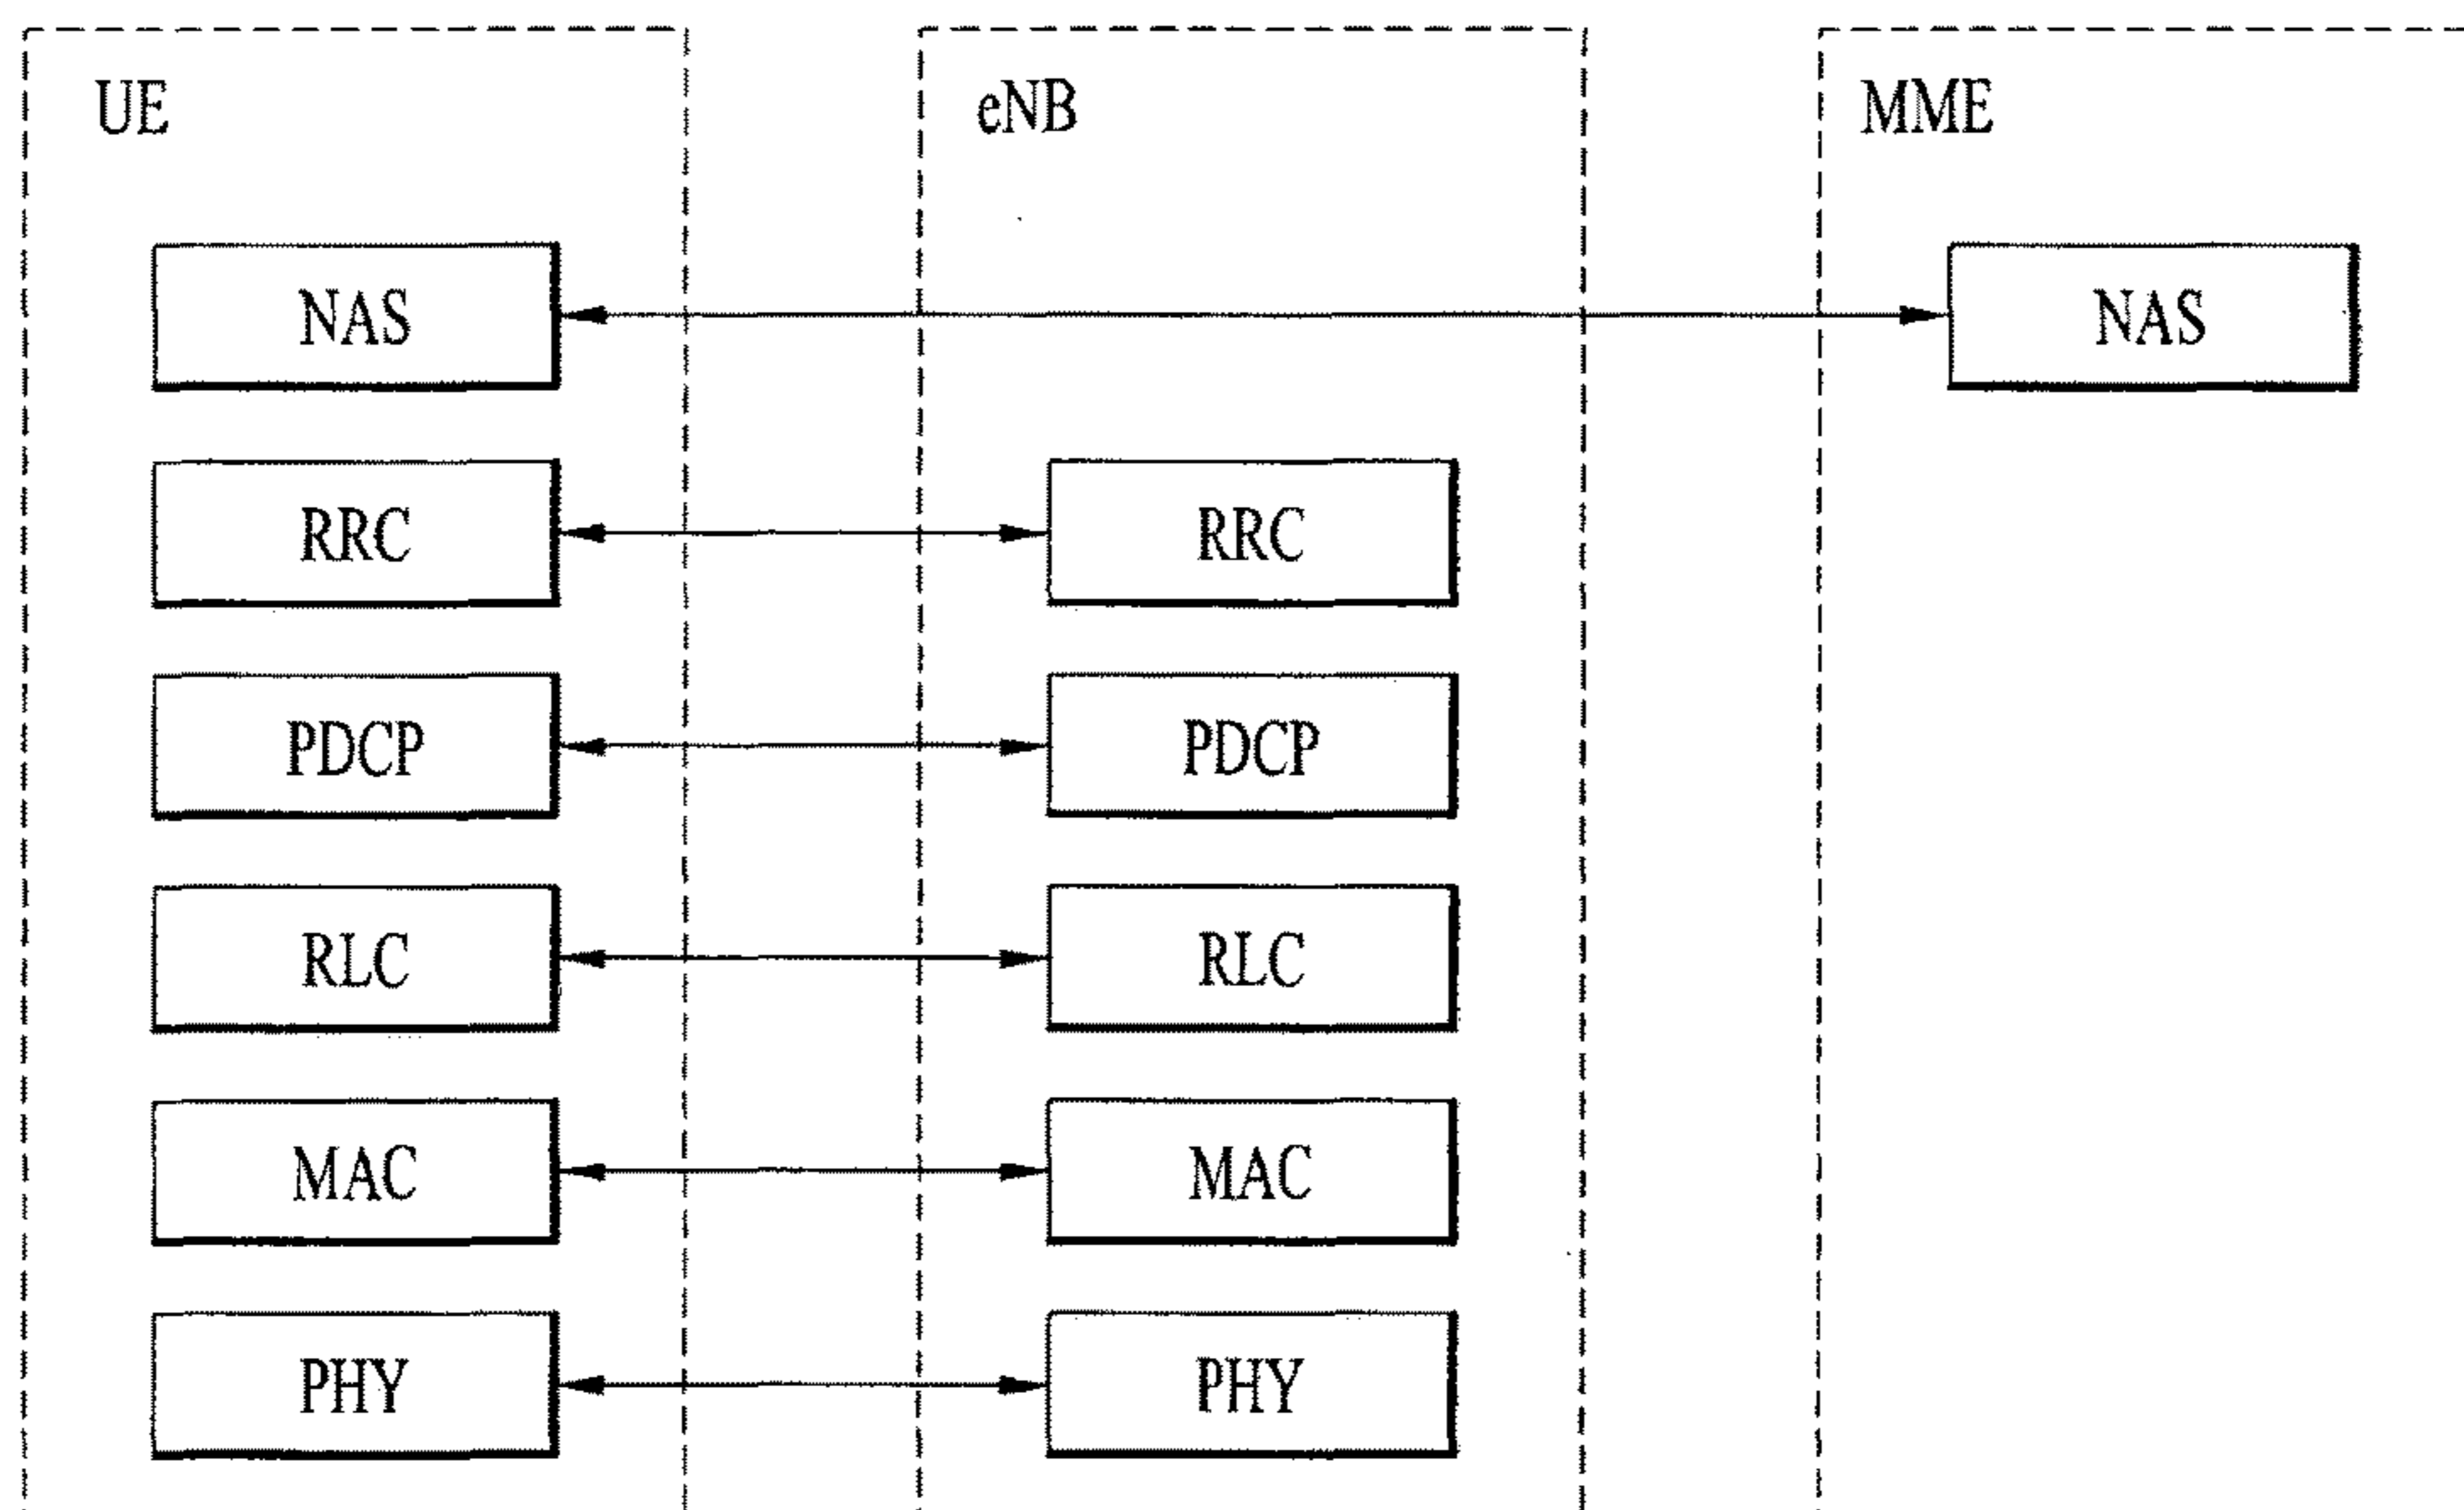 UE eNB MME
NAS NAS
RRC RRC
PDCP PDCP
RLC RLC
MAC MAC
PHY PHY